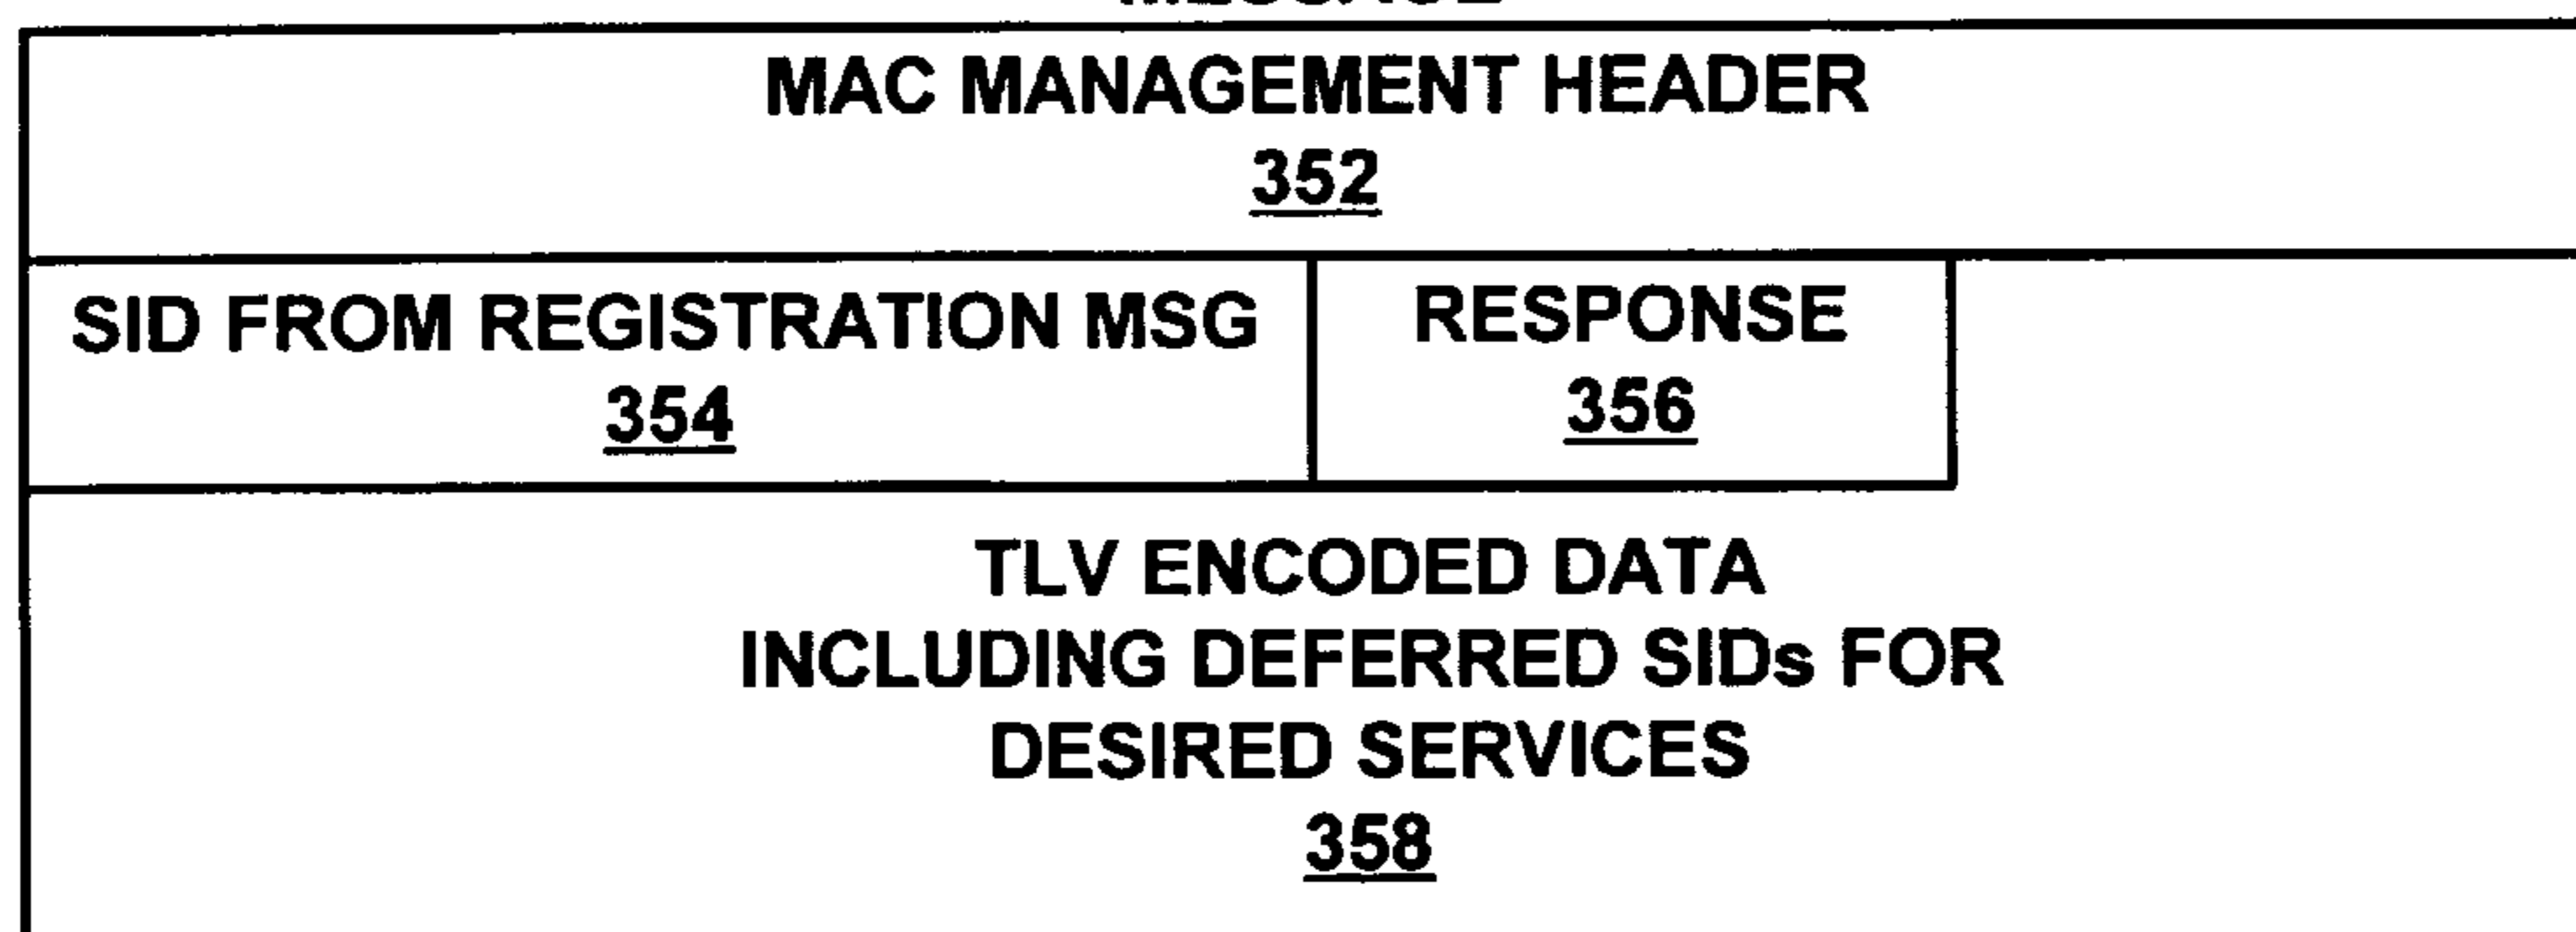 MAC MANAGEMENT HEADER
352
SID FROM REGISTRATION MSG
354
RESPONSE
356
TLV ENCODED DATA
INCLUDING DEFERRED SIDs FOR
DESIRED SERVICES
358